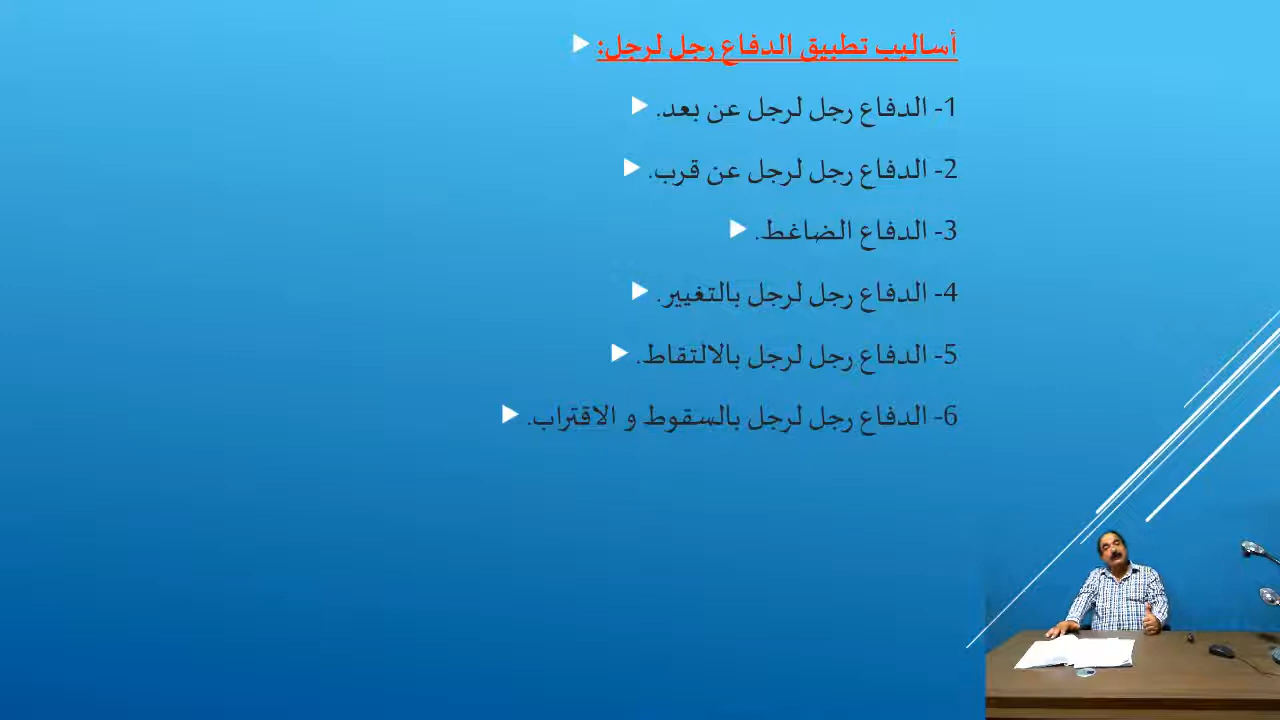 أساليب تطبيق الدفاع رجل لرجل:
1- الدفاع رجل لرجل عن بعد.
2- الدفاع رجل لرجل عن قرب.
3- الدفاع الضاغط.
4- الدفاع رجل لرجل بالتغيير.
5- الدفاع رجل لرجل بالالتقاط.
6- الدفاع رجل لرجل بالسقوط و الاقتراب.